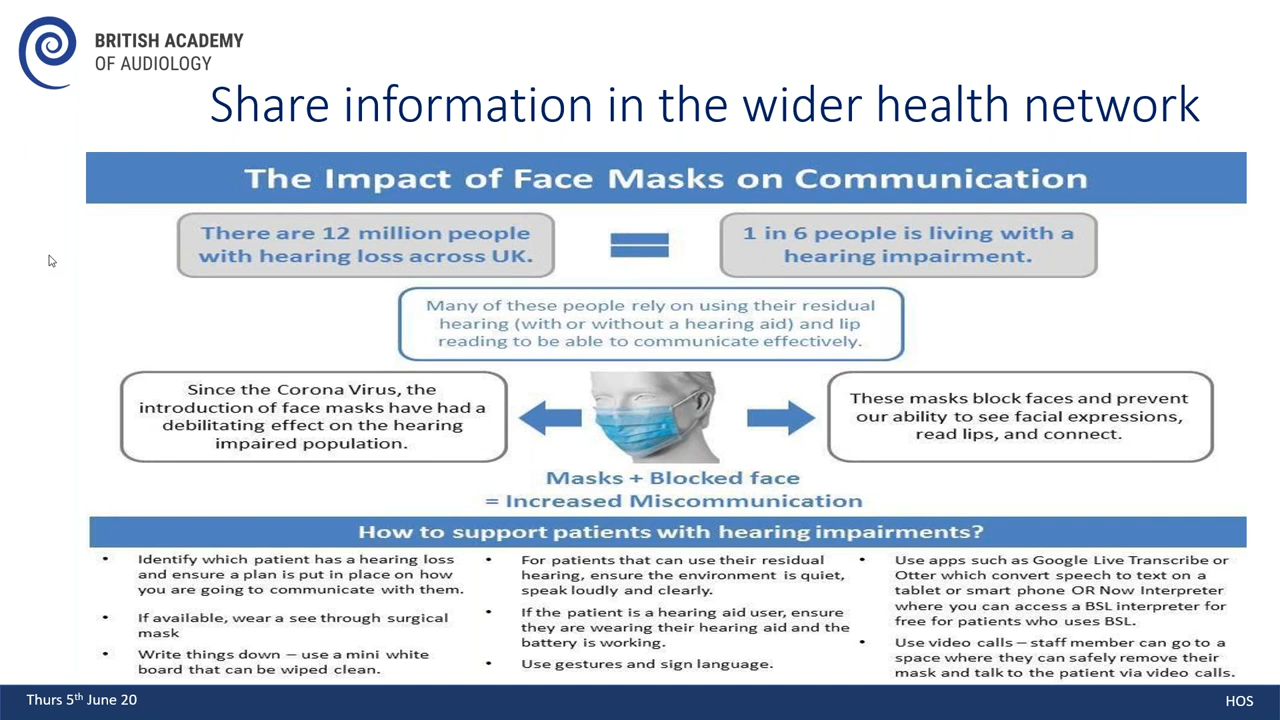 BRITISH ACADEMY
OF AUDIOLOGY
Share information in the wider health network
The Impact of Face Masks on Communication
There are 12 million people
with hearing loss across UK.
1 in 6 people is living with a
hearing impairment.
Many of these people rely on using their residual
hearing (with or without a hearing aid) and lip
reading to be able to communicate effectively.
Since the Corona Virus, the
introduction of face masks have had a
debilitating effect on the hearing
impaired population.
These masks block faces and prevent
our ability to see facial expressions,
read lips, and connect.
Masks + Blocked face
= Increased Miscommunication
How to support patients with hearing impairments?
• Identify which patient has a hearing loss
and ensure a plan is put in place on how
you are going to communicate with them.
• If available, wear a see through surgical
mask
• Write things down – use a mini white
board that can be wiped clean.
• For patients that can use their residual
hearing, ensure the environment is quiet,
speak loudly and clearly.
• If the patient is a hearing aid user, ensure
they are wearing their hearing aid and the
battery is working.
• Use gestures and sign language.
• Use apps such as Google Live Transcribe or
Otter which convert speech to text on a
tablet or smart phone OR Now Interpreter
where you can access a BSL interpreter for
free for patients who uses BSL.
• Use video calls – staff member can go to a
space where they can safely remove their
mask and talk to the patient via video calls.
Thurs 5th June 20
HOS